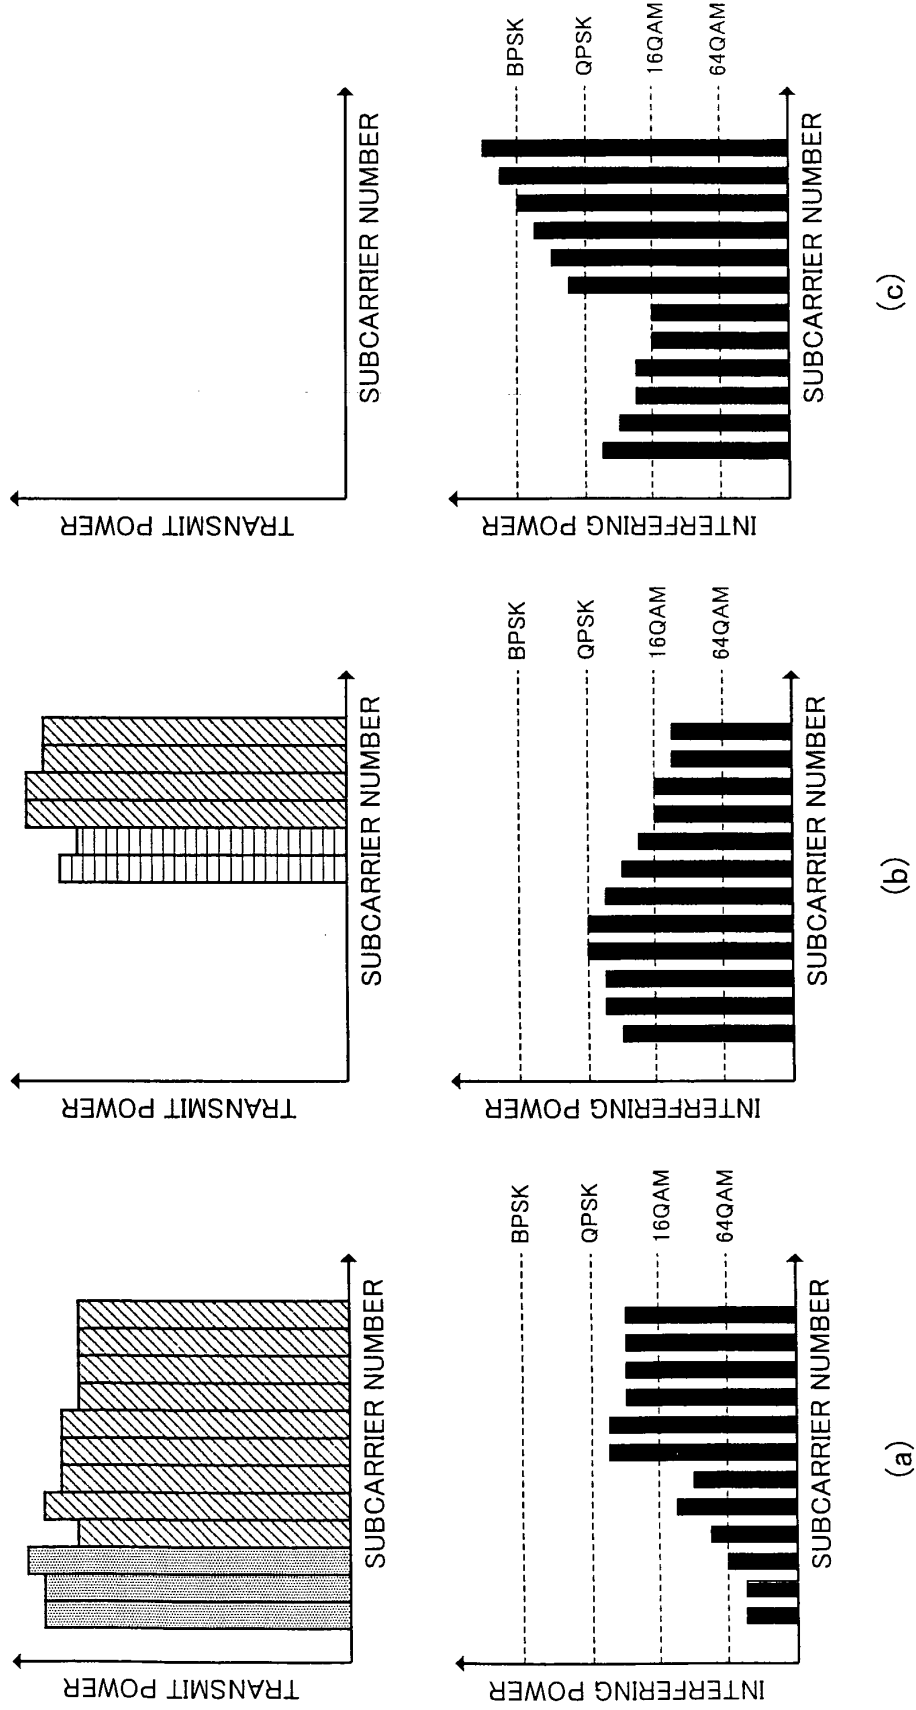 TRANSMIT POWER
SUBCARRIER NUMBER
INTERFERING POWER
BPSK
QPSK
16QAM
64QAM
SUBCARRIER NUMBER
(a)
TRANSMIT POWER
SUBCARRIER NUMBER
INTERFERING POWER
BPSK
QPSK
16QAM
64QAM
SUBCARRIER NUMBER
(b)
TRANSMIT POWER
SUBCARRIER NUMBER
INTERFERING POWER
BPSK
QPSK
16QAM
64QAM
SUBCARRIER NUMBER
(c)